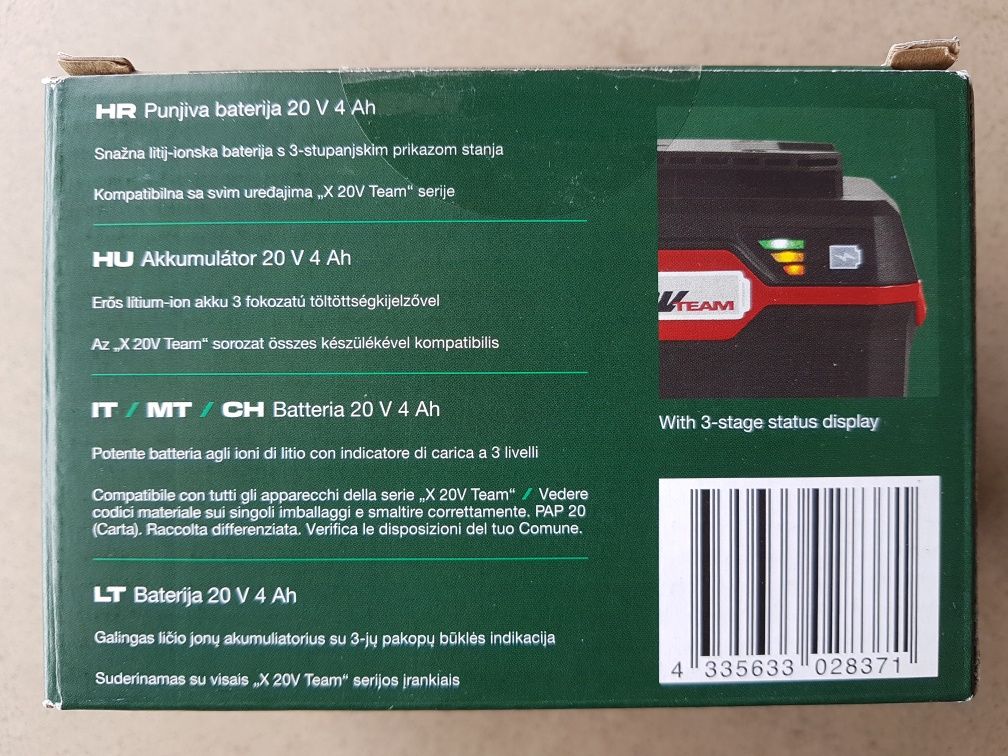 HR Punjiva baterija 20 V 4 Ah
Snažna litij-ionska baterija s 3-stupanjskim prikazom stanja
Kompatibilna sa svim uređajima „X 20V Team“ serije
HU Akkumulátor 20 V 4 Ah
Erős lítium-ion akku 3 fokozatú töltöttségkijelzővel
Az „X 20V Team“ sorozat összes készülékével kompatibilis
IT / MT / CH Batteria 20 V 4 Ah
Potente batteria agli ioni di litio con indicatore di carica a 3 livelli
Compatibile con tutti gli apparecchi della serie „X 20V Team“ / Vedere
codici materiale sui singoli imballaggi e smaltire correttamente. PAP 20
(Carta). Raccolta differenziata. Verifica le disposizioni del tuo Comune.
LT Baterija 20 V 4 Ah
Galingas ličio jonų akumuliatorius su 3-jų pakopų būklės indikacija
Suderinamas su visais „X 20V Team“ serijos įrankiais
V TEAM
With 3-stage status display
4 335633 028371